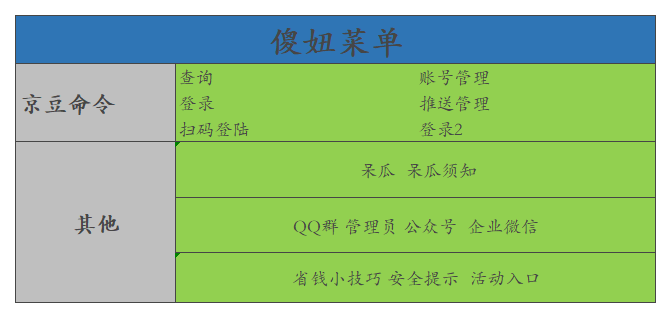 傻妞菜单
京豆命令
查询 账号管理
登录 推送管理
扫码登陆 登录2
其他
呆瓜 呆瓜须知
QQ群 管理员 公众号 企业微信
省钱小技巧 安全提示 活动入口